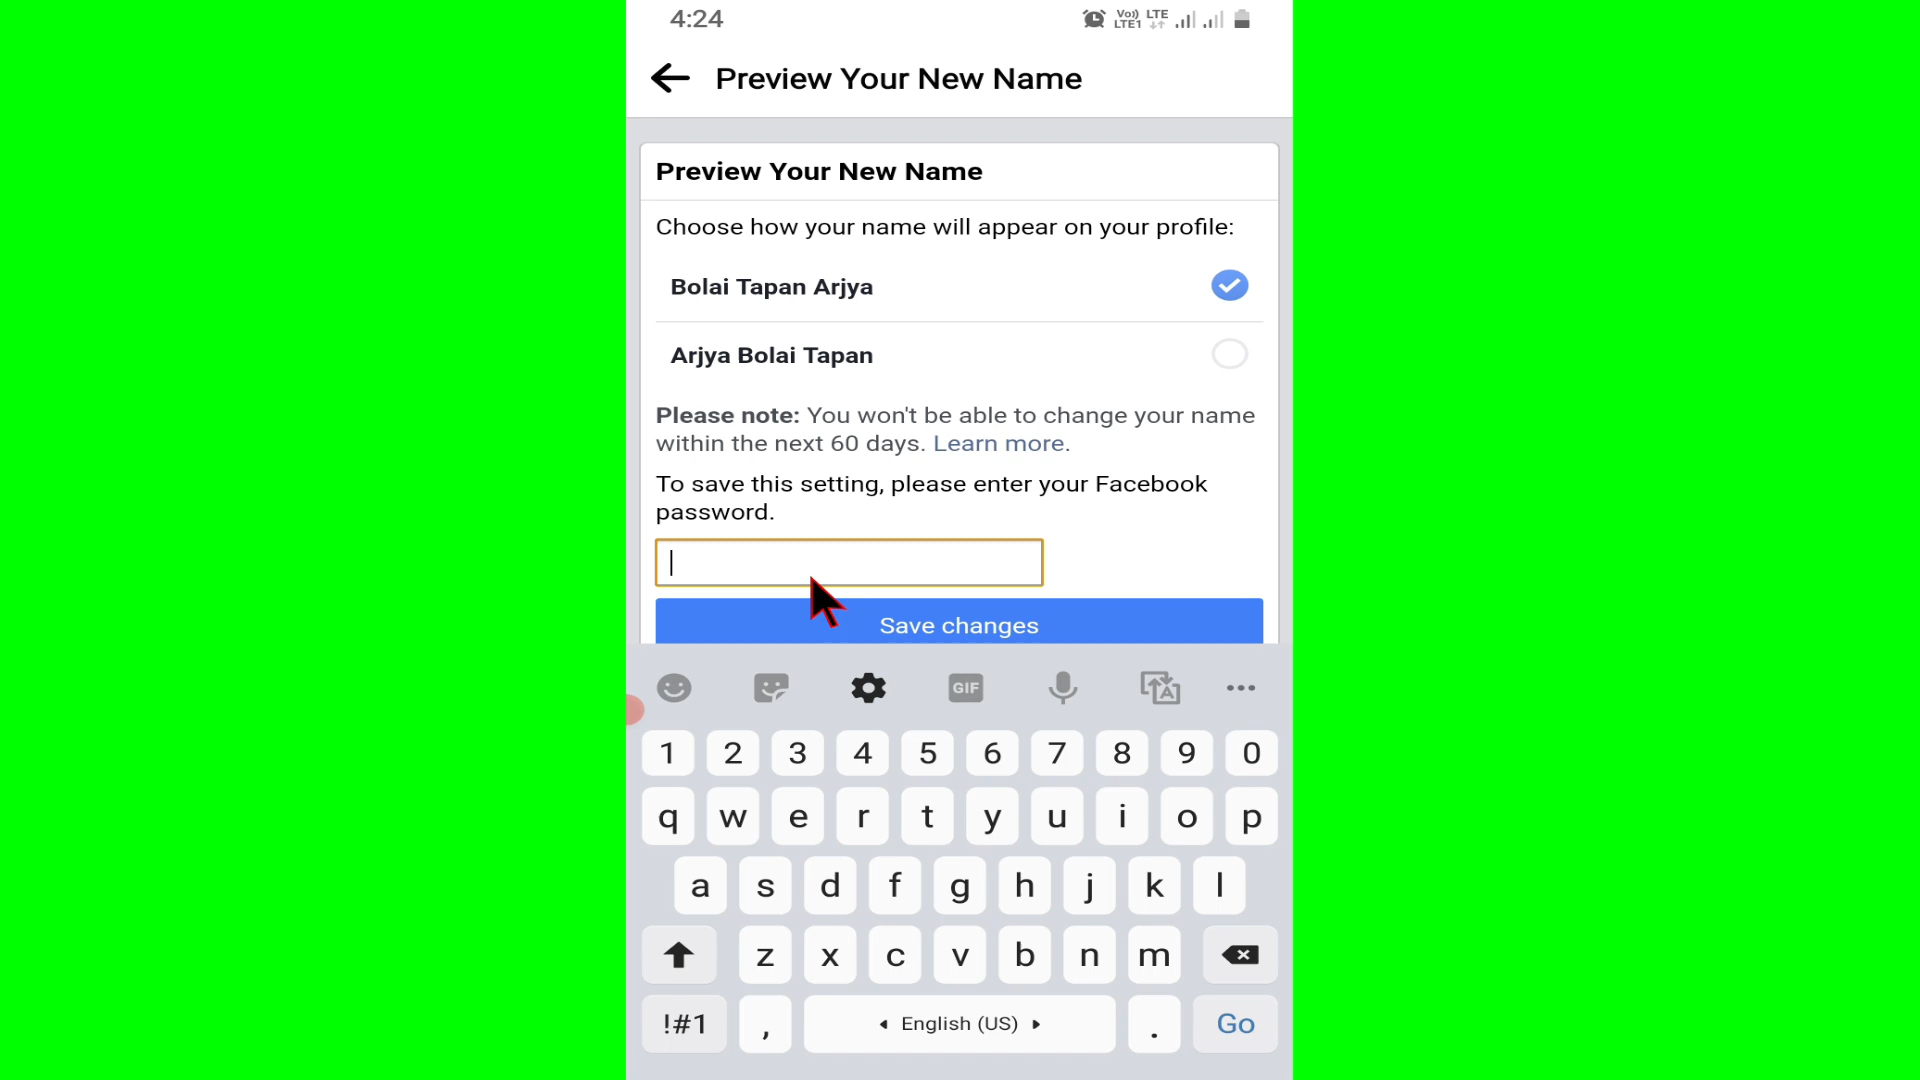 4:24
Vo)) LTE
LTE1
Preview Your New Name
Preview Your New Name
Choose how your name will appear on your profile:
Bolai Tapan Arjya
Arjya Bolai Tapan
Please note: You won't be able to change your name
within the next 60 days. Learn more.
To save this setting, please enter your Facebook
password.
Save changes
GIF
A
1 2 3 4 5 6 7 8 9 0
q w e r t y u i o p
a s d f g h j k l
z x c v b n m
!#1 , English (US) . Go